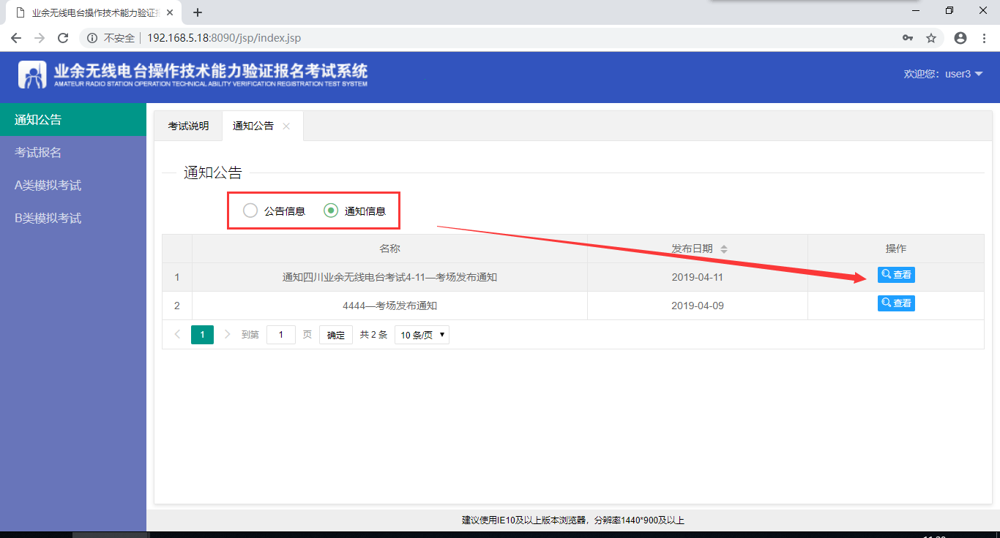 业余无线电台操作技术能力验证
不安全 192.168.5.18:8090/jsp/index.jsp
业余无线电台操作技术能力验证报名考试系统
AMATEUR RADIO STATION OPERATION TECHNICAL ABILITY VERIFICATION REGISTRATION TEST SYSTEM
欢迎您：user3
通知公告
考试报名
A类模拟考试
B类模拟考试
考试说明 通知公告
通知公告
公告信息 通知信息
名称 发布日期 操作
1 通知四川业余无线电台考试4-11—考场发布通知 2019-04-11 查看
2 4444—考场发布通知 2019-04-09 查看
1 到第 1 页 确定 共 2 条 10 条/页
建议使用IE10及以上版本浏览器，分辨率1440*900及以上